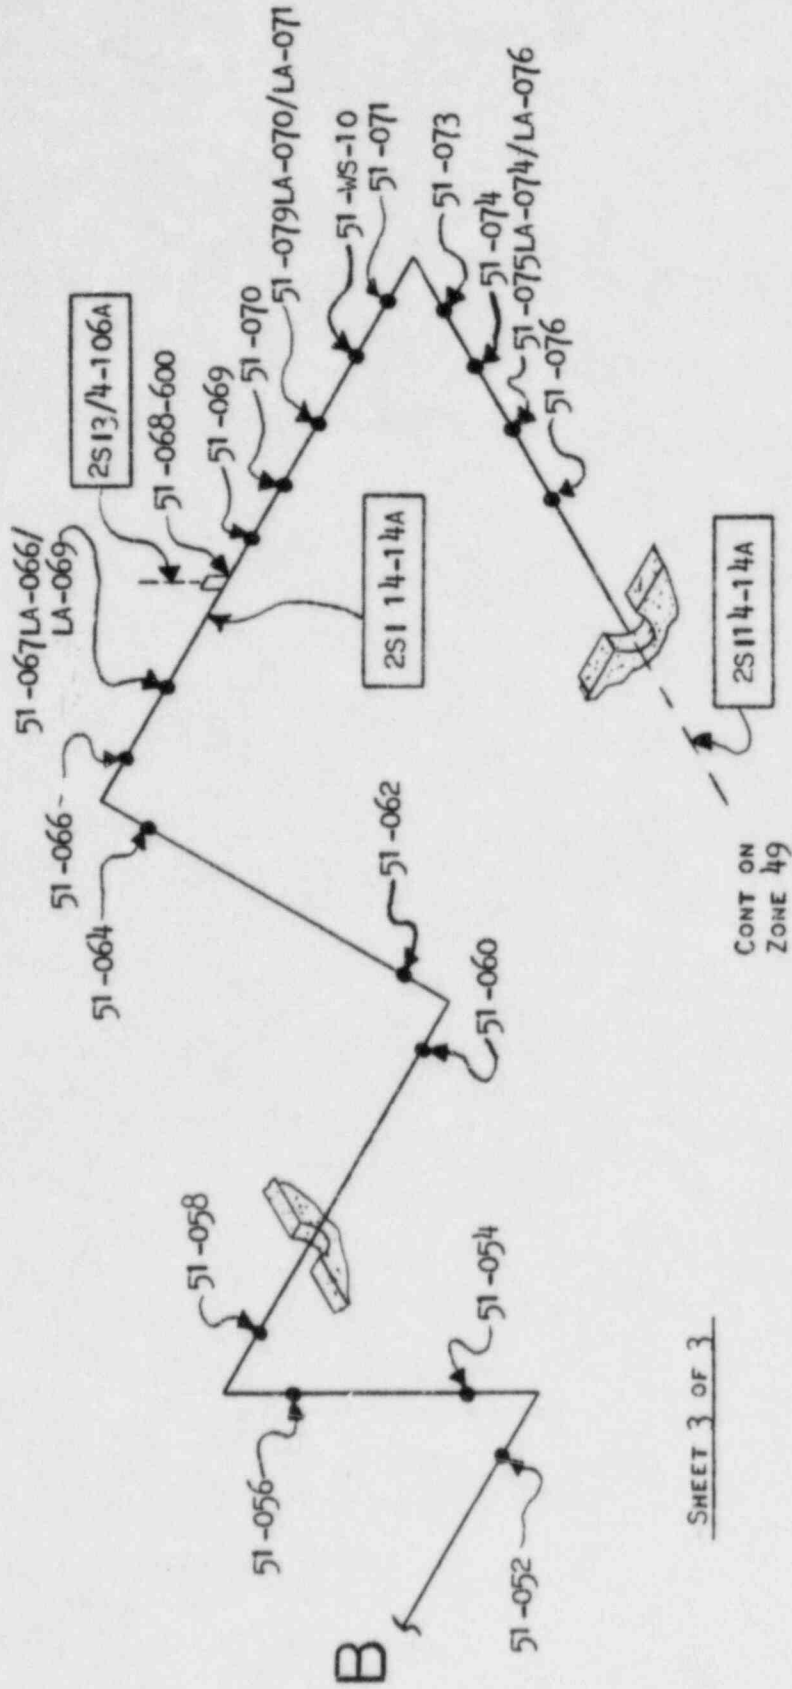 B
51-052
51-054
51-056
51-058
51-060
51-062
51-064
51-066
51-067LA-066/
LA-069
2S13/4-106A
51-068-600
2SI 14-14A
51-069
51-070
51-079LA-070/LA-071
51-WS-10
51-071
51-073
51-074
51-075LA-074/LA-076
51-076
2SI14-14A
CONT ON
ZONE 49
SHEET 3 OF 3